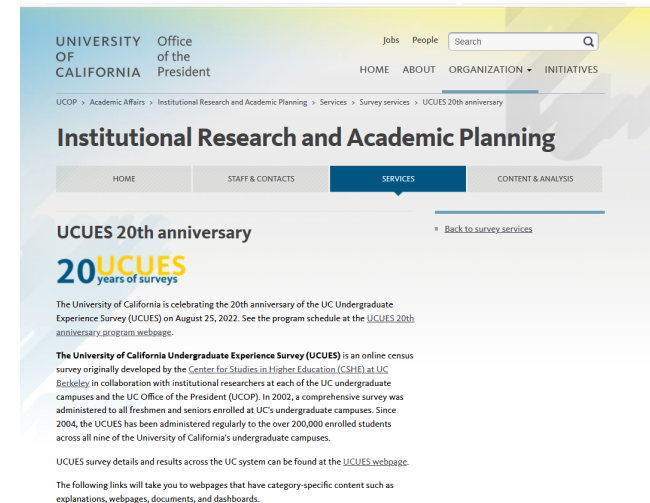 UNIVERSITY Office
OF of the
CALIFORNIA President
Jobs People Search
HOME ABOUT ORGANIZATION INITIATIVES
UCOP > Academic Affairs > Institutional Research and Academic Planning > Services > Survey services > UCUES 20th anniversary
Institutional Research and Academic Planning
HOME STAFF & CONTACTS SERVICES CONTENT & ANALYSIS
UCUES 20th anniversary
Back to survey services
20 UCUES
years of surveys
The University of California is celebrating the 20th anniversary of the UC Undergraduate
Experience Survey (UCUES) on August 25, 2022. See the program schedule at the UCUES 20th
anniversary program webpage.
The University of California Undergraduate Experience Survey (UCUES) is an online census
survey originally developed by the Center for Studies in Higher Education (CSHE) at UC
Berkeley in collaboration with institutional researchers at each of the UC undergraduate
campuses and the UC Office of the President (UCOP). In 2002, a comprehensive survey was
administered to all freshmen and seniors enrolled at UC's undergraduate campuses. Since
2004, the UCUES has been administered regularly to the over 200,000 enrolled students
across all nine of the University of California's undergraduate campuses.
UCUES survey details and results across the UC system can be found at the UCUES webpage.
The following links will take you to webpages that have category-specific content such as
explanations, webpages, documents, and dashboards.